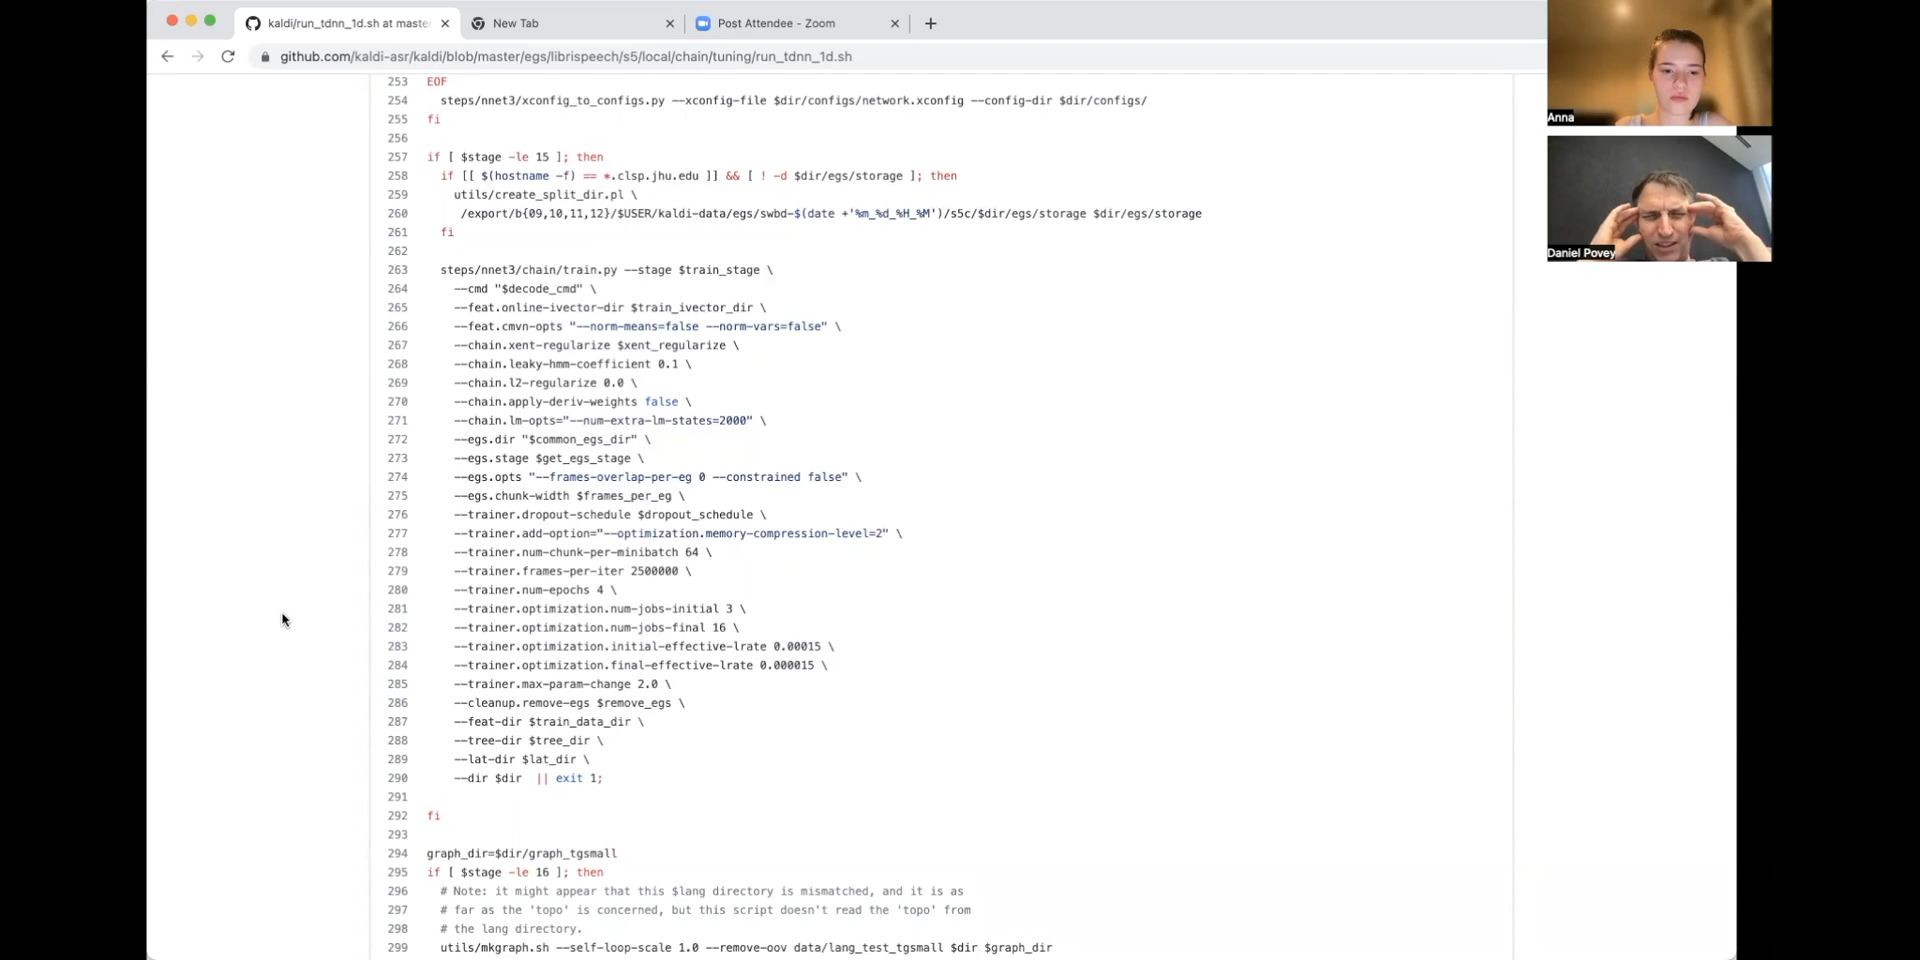 kaldi/run_tdnn_1d.sh at maste
New Tab
Post Attendee - Zoom
github.com/kaldi-asr/kaldi/blob/master/egs/librispeech/s5/local/chain/tuning/run_tdnn_1d.sh
Anna
Daniel Povey
253 EOF
254 steps/nnet3/xconfig_to_configs.py --xconfig-file $dir/configs/network.xconfig --config-dir $dir/configs/
255 fi
256
257 if [ $stage -le 15 ]; then
258 if [[ $(hostname -f) == *.clsp.jhu.edu ]] && [ ! -d $dir/egs/storage ]; then
259 utils/create_split_dir.pl \
260 /export/b{09,10,11,12}/$USER/kaldi-data/egs/swbd-$(date +'%m_%d_%H_%M')/s5c/$dir/egs/storage $dir/egs/storage
261 fi
262
263 steps/nnet3/chain/train.py --stage $train_stage \
264 --cmd "$decode_cmd" \
265 --feat.online-ivector-dir $train_ivector_dir \
266 --feat.cmvn-opts "--norm-means=false --norm-vars=false" \
267 --chain.xent-regularize $xent_regularize \
268 --chain.leaky-hmm-coefficient 0.1 \
269 --chain.l2-regularize 0.0 \
270 --chain.apply-deriv-weights false \
271 --chain.lm-opts="--num-extra-lm-states=2000" \
272 --egs.dir "$common_egs_dir" \
273 --egs.stage $get_egs_stage \
274 --egs.opts "--frames-overlap-per-eg 0 --constrained false" \
275 --egs.chunk-width $frames_per_eg \
276 --trainer.dropout-schedule $dropout_schedule \
277 --trainer.add-option="--optimization.memory-compression-level=2" \
278 --trainer.num-chunk-per-minibatch 64 \
279 --trainer.frames-per-iter 2500000 \
280 --trainer.num-epochs 4 \
281 --trainer.optimization.num-jobs-initial 3 \
282 --trainer.optimization.num-jobs-final 16 \
283 --trainer.optimization.initial-effective-lrate 0.00015 \
284 --trainer.optimization.final-effective-lrate 0.000015 \
285 --trainer.max-param-change 2.0 \
286 --cleanup.remove-egs $remove_egs \
287 --feat-dir $train_data_dir \
288 --tree-dir $tree_dir \
289 --lat-dir $lat_dir \
290 --dir $dir || exit 1;
291
292 fi
293
294 graph_dir=$dir/graph_tgsmall
295 if [ $stage -le 16 ]; then
296 # Note: it might appear that this $lang directory is mismatched, and it is as
297 # far as the 'topo' is concerned, but this script doesn't read the 'topo' from
298 # the lang directory.
299 utils/mkgraph.sh --self-loop-scale 1.0 --remove-oov data/lang_test_tgsmall $dir $graph_dir